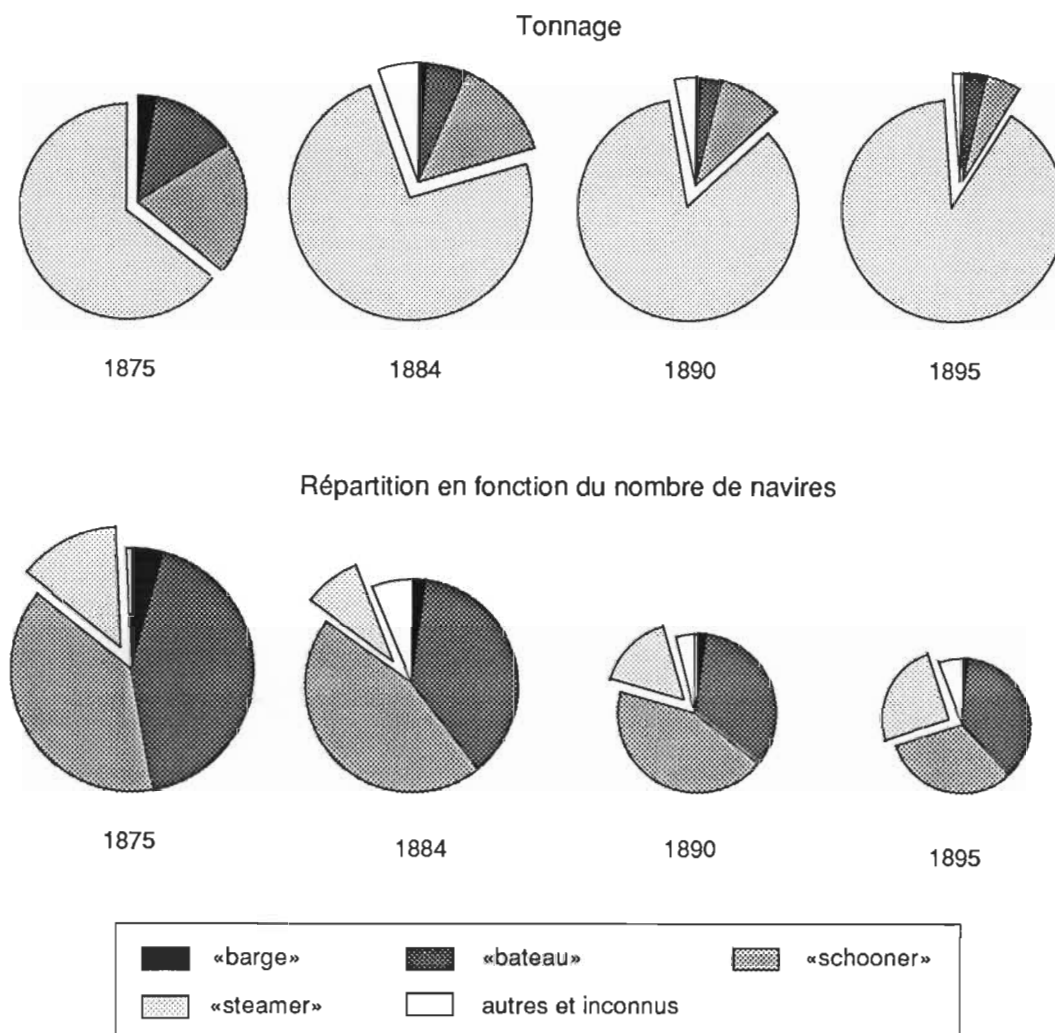 Tonnage
1875 1884 1890 1895
Répartition en fonction du nombre de navires
1875 1884 1890 1895
«barge» «bateau» «schooner»
«steamer» autres et inconnus